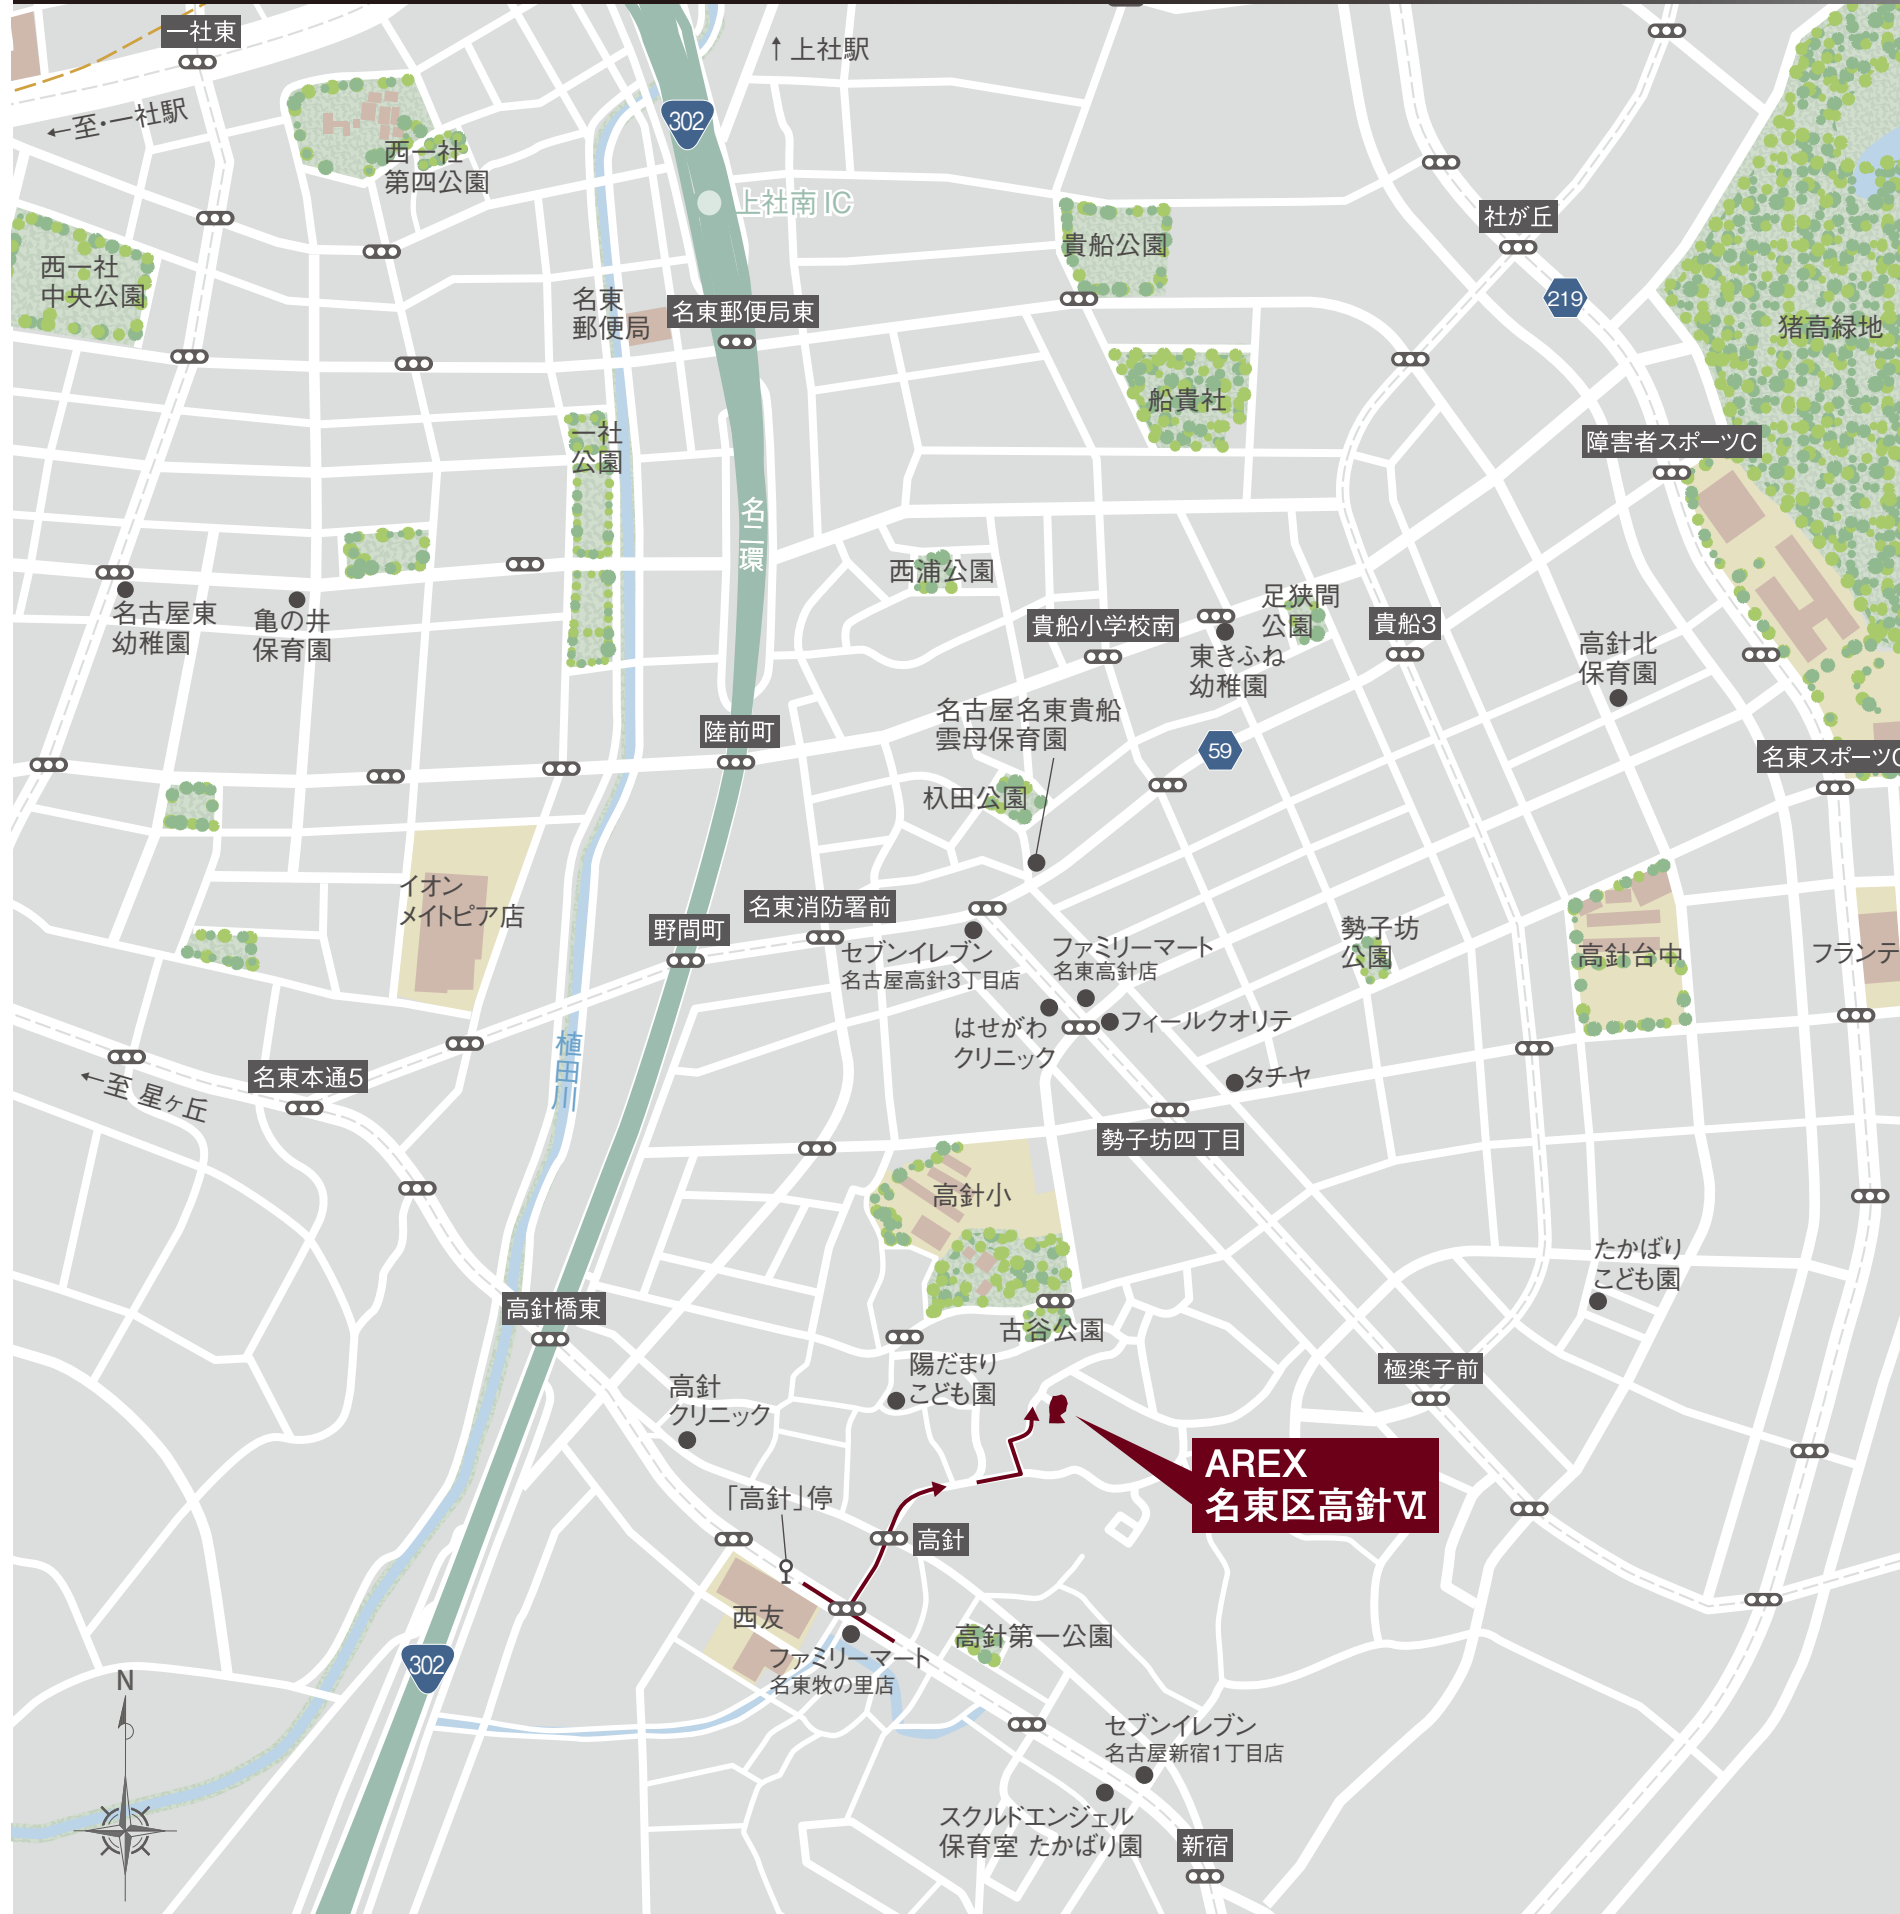 一社東
↑上社駅
←至・一社駅
302
西一社
第四公園
上社南IC
西一社
中央公園
貴船公園
社が丘
219
名東
郵便局
名東郵便局東
猪高緑地
船貴社
一社
公園
障害者スポーツC
名二環
西浦公園
名古屋東
幼稚園
亀の井
保育園
貴船小学校南
足狭間
公園
貴船3
東きふね
幼稚園
高針北
保育園
名古屋名東貴船
雲母保育園
陸前町
59
名東スポーツC
杁田公園
イオン
メイトピア店
野間町
名東消防署前
セブンイレブン
名古屋高針3丁目店
ファミリーマート
名東高針店
勢子坊
公園
高針台中
フランテ
はせがわ
クリニック
フィールクオリテ
植田川
名東本通5
←至 星ヶ丘
タチヤ
勢子坊四丁目
高針小
たかばり
こども園
高針橋東
古谷公園
陽だまり
こども園
極楽子前
高針
クリニック
AREX
名東区高針Ⅵ
「高針」停
高針
西友
高針第一公園
ファミリーマート
名東牧の里店
302
N
セブンイレブン
名古屋新宿1丁目店
スクルドエンジェル
保育室 たかばり園
新宿